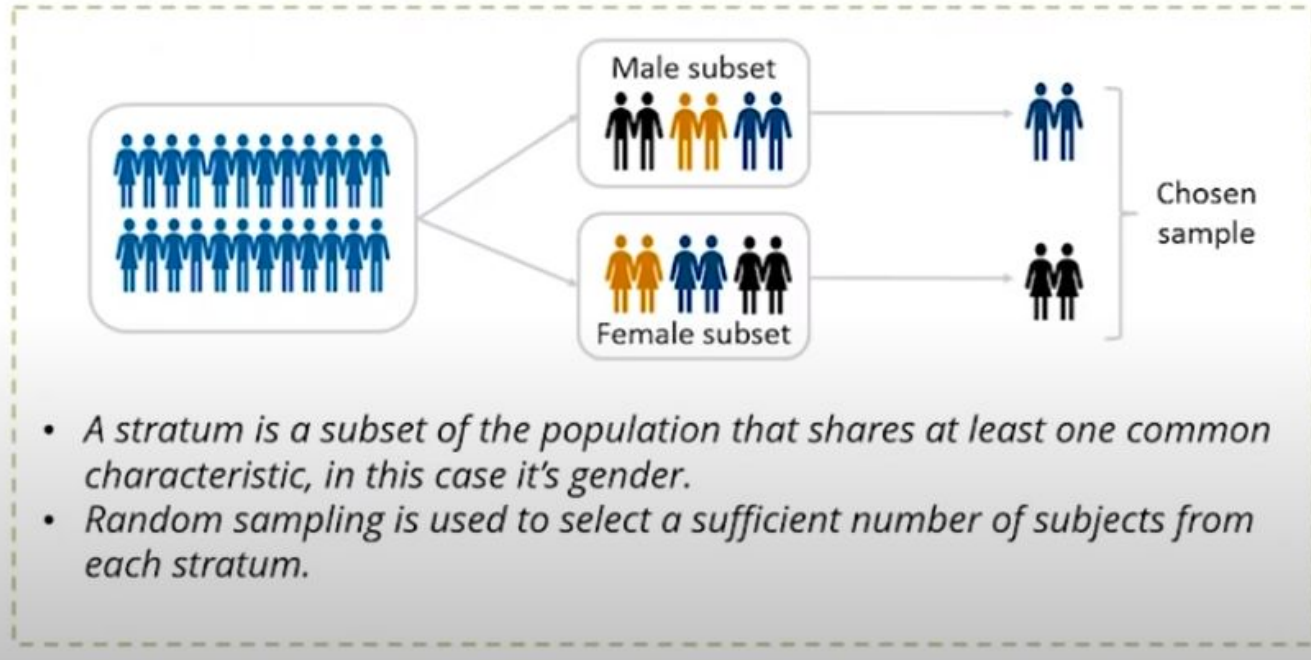 Male subset
Female subset
Chosen
sample
• A stratum is a subset of the population that shares at least one common
characteristic, in this case it's gender.
• Random sampling is used to select a sufficient number of subjects from
each stratum.